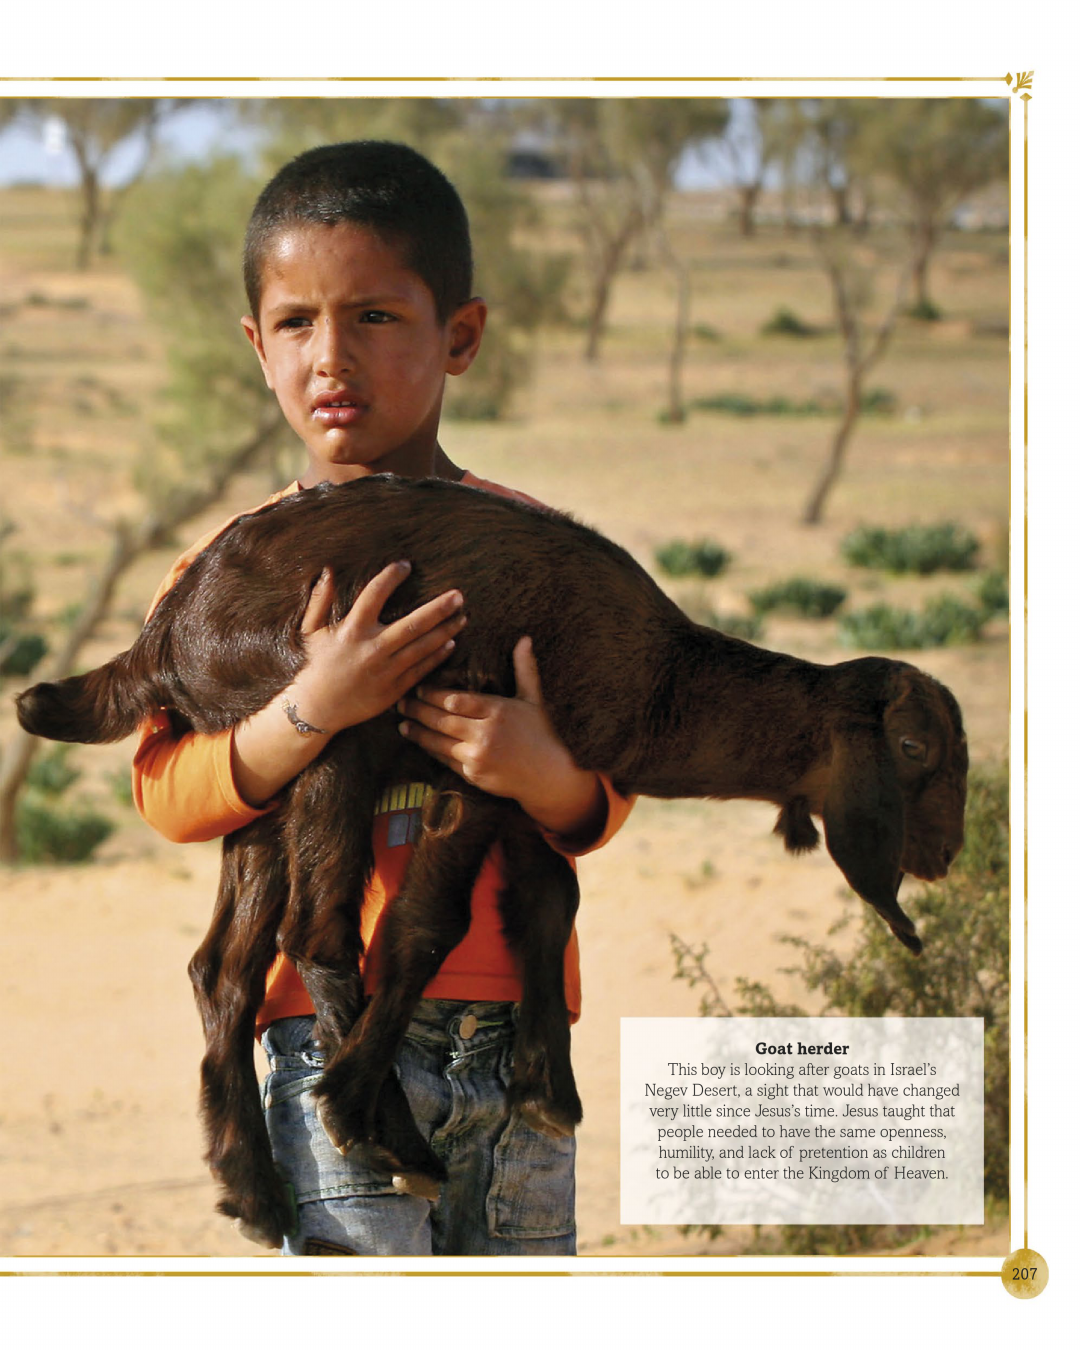 Goat herder
This boy is looking after goats in Israel’s
Negev Desert, a sight that would have changed
very little since Jesus’s time. Jesus taught that
people needed to have the same openness,
humility, and lack of pretention as children
to be able to enter the Kingdom of Heaven.
207